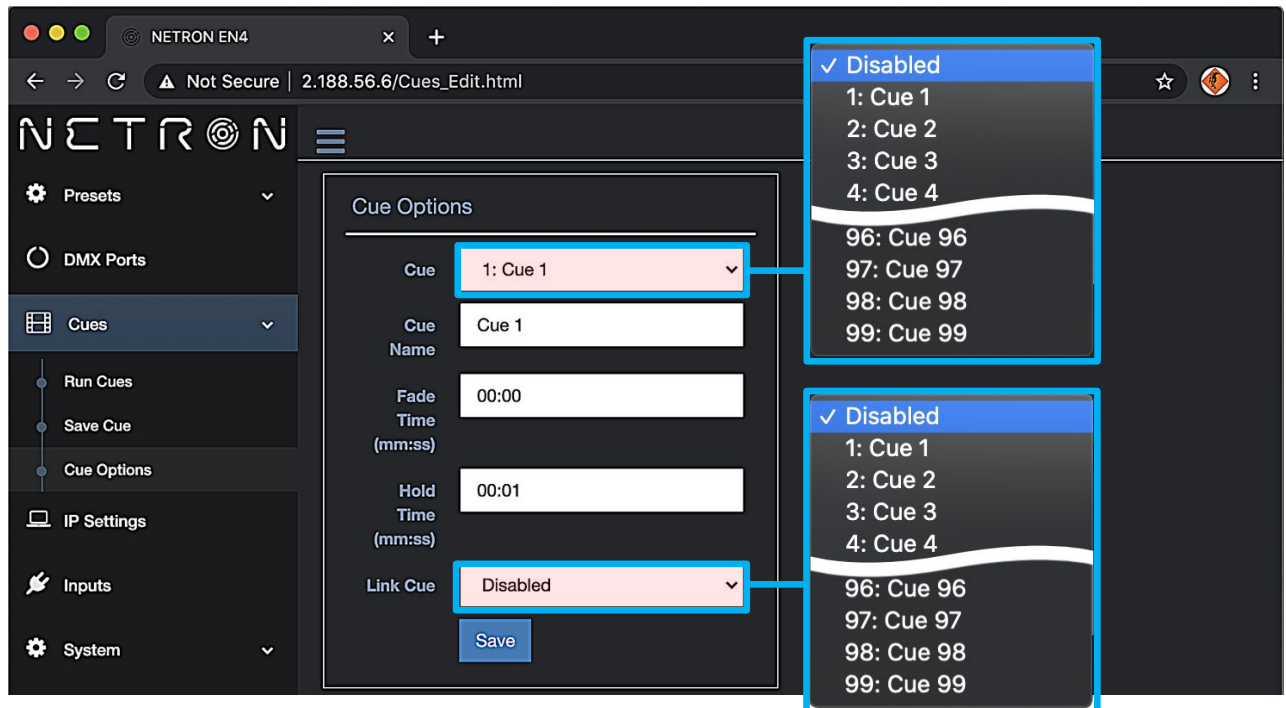 NETRON EN4
Not Secure | 2.188.56.6/Cues_Edit.html
NETRON
Presets
DMX Ports
Cues
Run Cues
Save Cue
Cue Options
IP Settings
Inputs
System
Cue Options
Cue 1: Cue 1
Cue Name Cue 1
Fade Time (mm:ss) 00:00
Hold Time (mm:ss) 00:01
Link Cue Disabled
Save
✓ Disabled
1: Cue 1
2: Cue 2
3: Cue 3
4: Cue 4
96: Cue 96
97: Cue 97
98: Cue 98
99: Cue 99
✓ Disabled
1: Cue 1
2: Cue 2
3: Cue 3
4: Cue 4
96: Cue 96
97: Cue 97
98: Cue 98
99: Cue 99